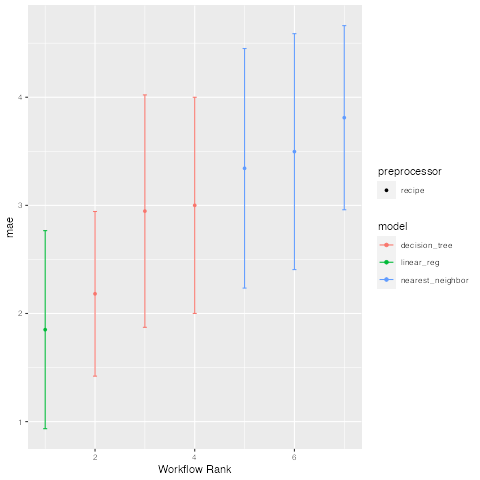 4
3
2
1
mae
2
4
6
Workflow Rank
preprocessor
recipe
model
decision_tree
linear_reg
nearest_neighbor